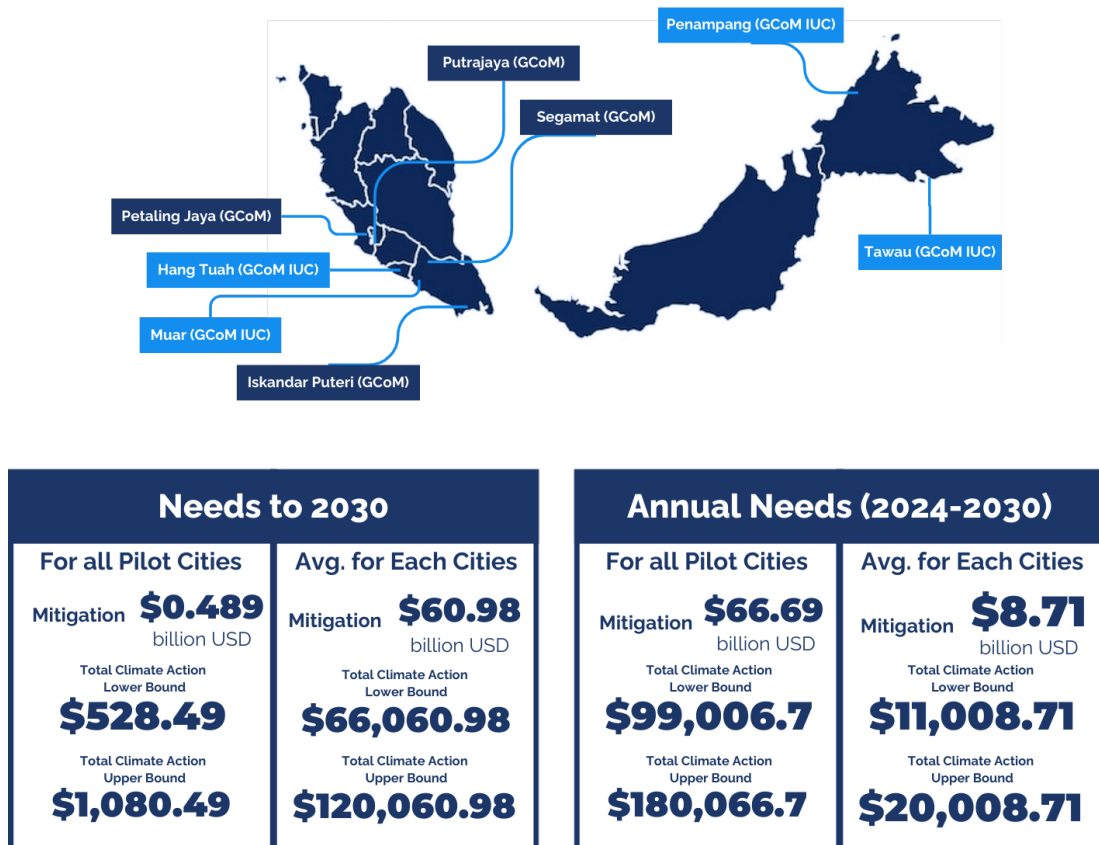 Penampang (GCoM IUC)
Putrajaya (GCoM)
Segamat (GCoM)
Petaling Jaya (GCoM)
Tawau (GCoM IUC)
Hang Tuah (GCoM IUC)
Muar (GCoM IUC)
Iskandar Puteri (GCoM)
Needs to 2030
For all Pilot Cities
Mitigation $0.489
billion USD
Total Climate Action
Lower Bound
$528.49
Total Climate Action
Upper Bound
$1,080.49
Avg. for Each Cities
Mitigation $60.98
billion USD
Total Climate Action
Lower Bound
$66,060.98
Total Climate Action
Upper Bound
$120,060.98
Annual Needs (2024-2030)
For all Pilot Cities
Mitigation $66.69
billion USD
Total Climate Action
Lower Bound
$99,006.7
Total Climate Action
Upper Bound
$180,066.7
Avg. for Each Cities
Mitigation $8.71
billion USD
Total Climate Action
Lower Bound
$11,008.71
Total Climate Action
Upper Bound
$20,008.71